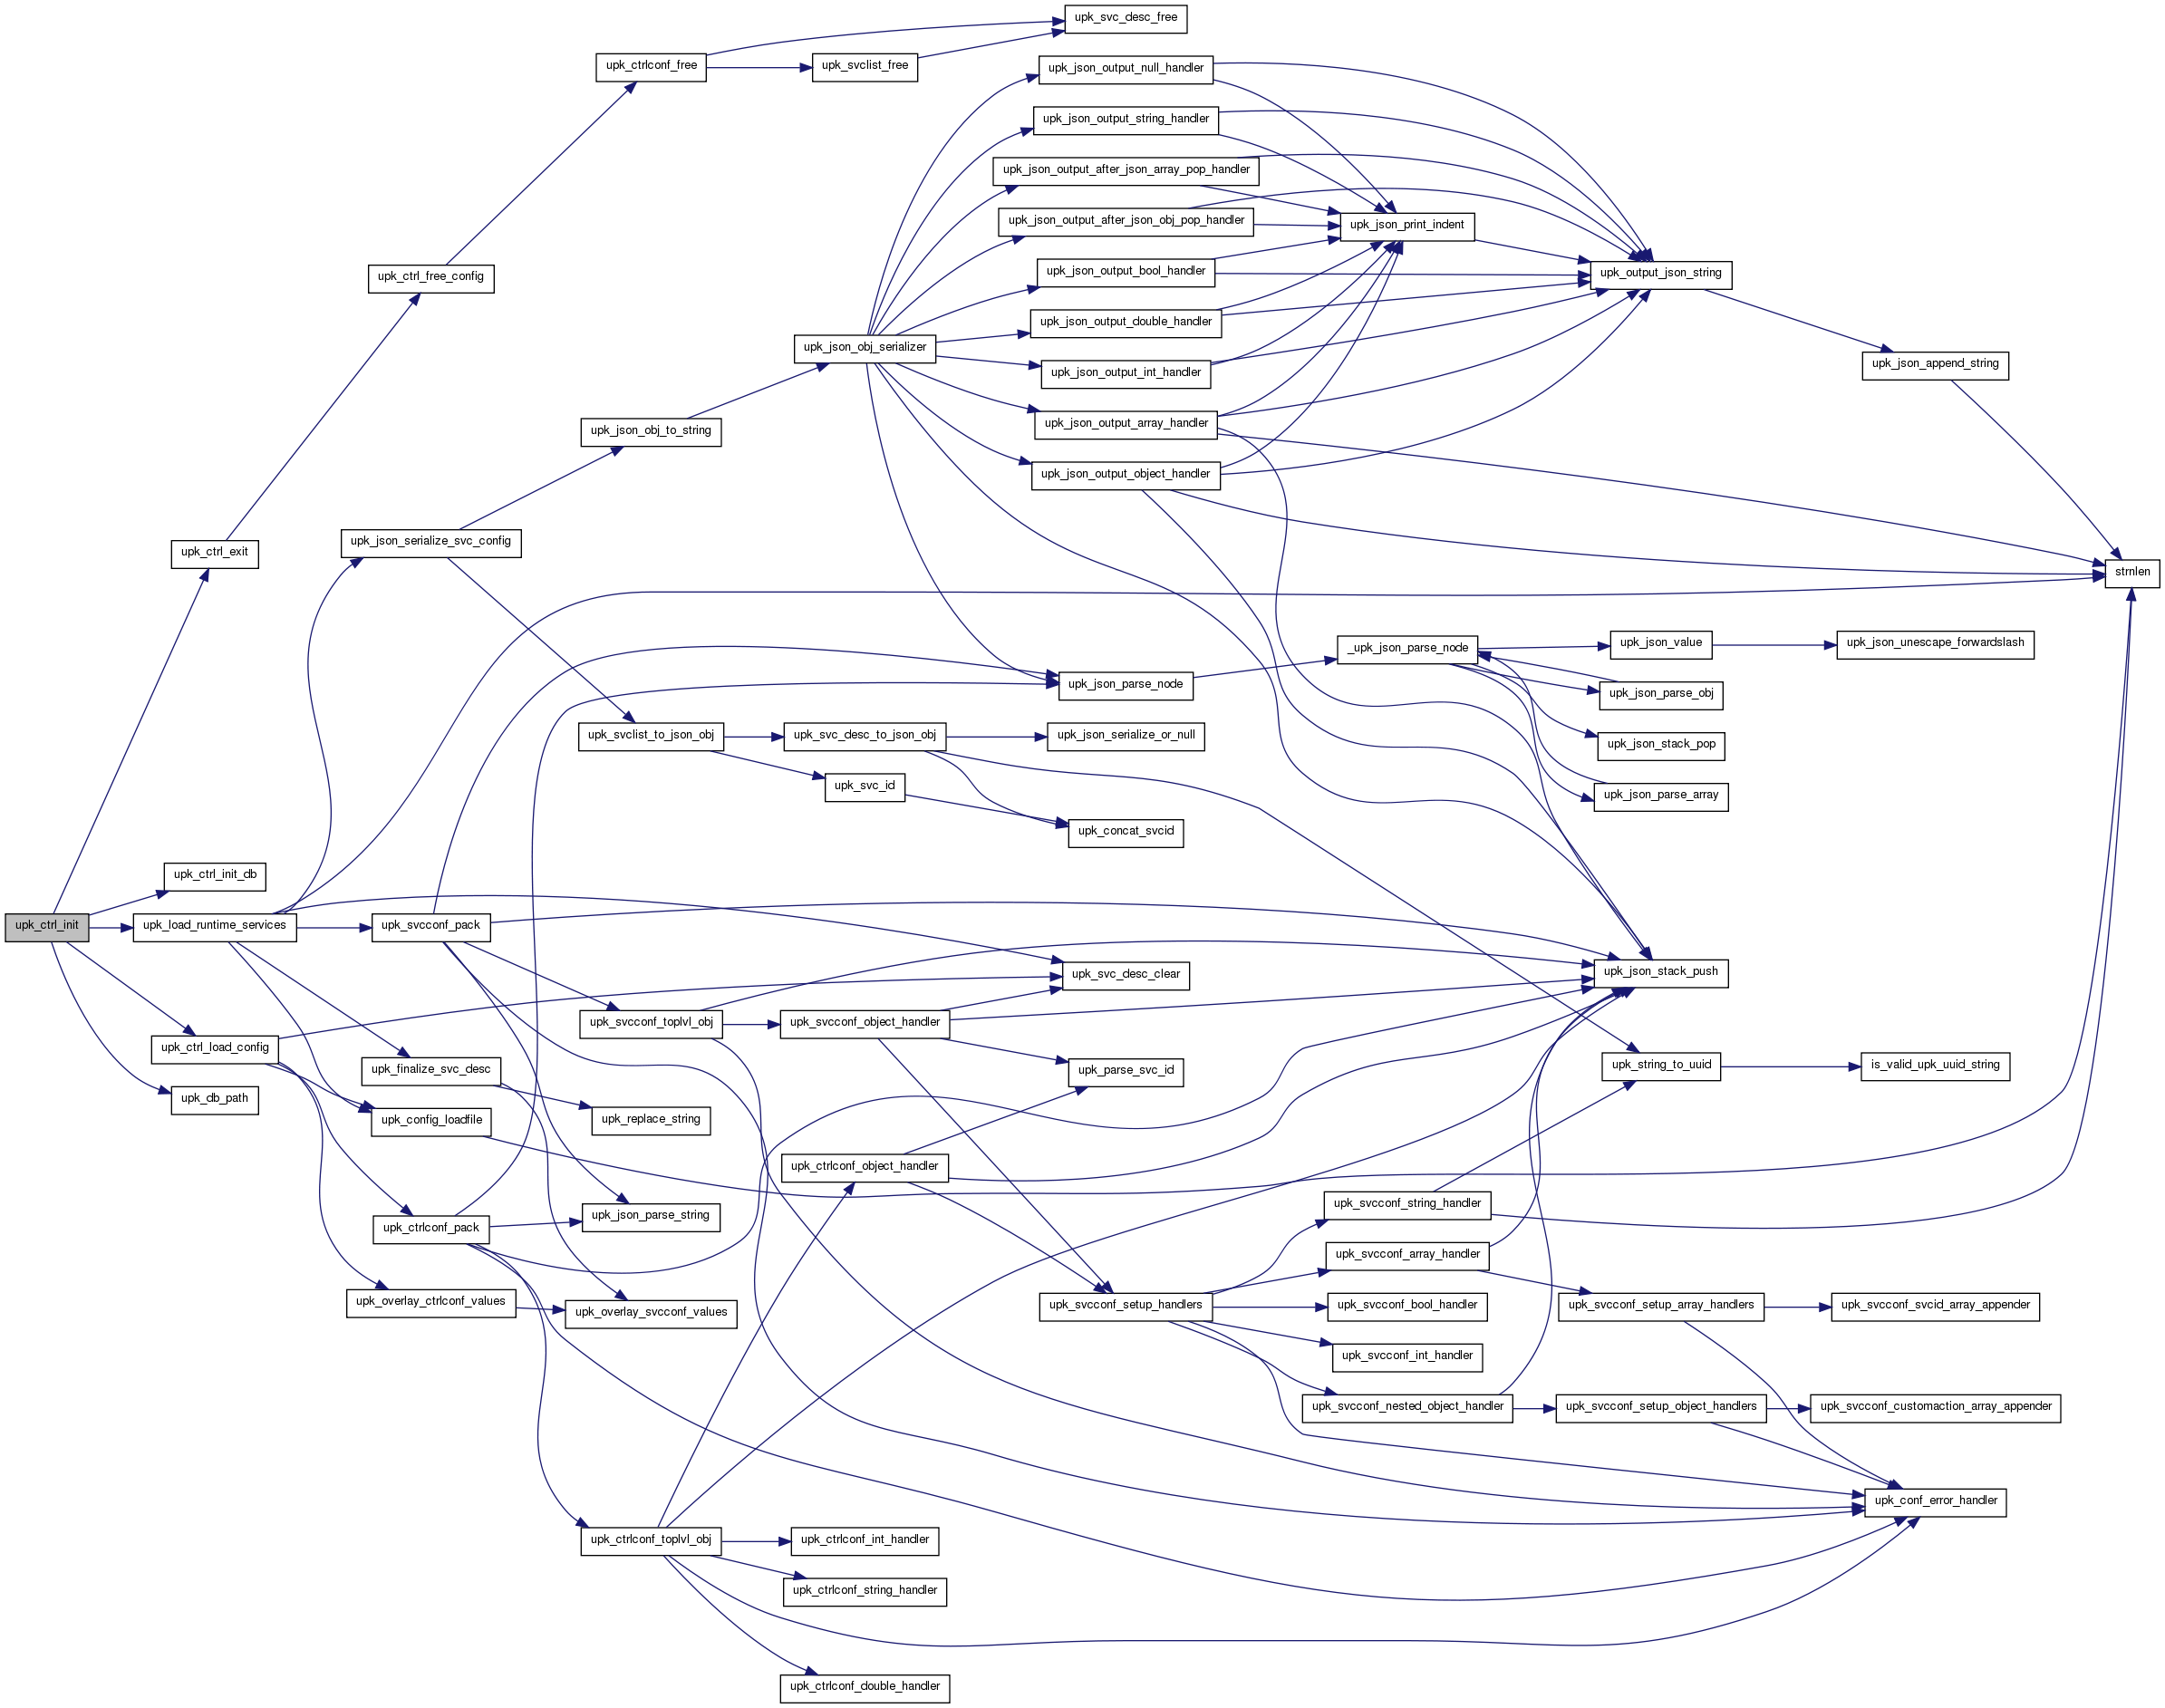 upk_svc_desc_free
upk_ctrlconf_free
upk_svclist_free
upk_json_output_null_handler
upk_json_output_string_handler
upk_json_output_after_json_array_pop_handler
upk_json_output_after_json_obj_pop_handler
upk_json_print_indent
upk_ctrl_free_config
upk_json_output_bool_handler
upk_output_json_string
upk_json_output_double_handler
upk_json_obj_serializer
upk_json_output_int_handler
upk_json_append_string
upk_json_output_array_handler
upk_json_obj_to_string
upk_json_output_object_handler
upk_json_serialize_svc_config
upk_ctrl_exit
strnlen
_upk_json_parse_node
upk_json_value
upk_json_unescape_forwardslash
upk_json_parse_node
upk_json_parse_obj
upk_svclist_to_json_obj
upk_svc_desc_to_json_obj
upk_json_serialize_or_null
upk_json_stack_pop
upk_svc_id
upk_json_parse_array
upk_concat_svcid
upk_ctrl_init_db
upk_ctrl_init
upk_load_runtime_services
upk_svcconf_pack
upk_svc_desc_clear
upk_json_stack_push
upk_svcconf_toplvl_obj
upk_svcconf_object_handler
upk_ctrl_load_config
upk_finalize_svc_desc
upk_parse_svc_id
upk_string_to_uuid
is_valid_upk_uuid_string
upk_db_path
upk_config_loadfile
upk_replace_string
upk_ctrlconf_object_handler
upk_svcconf_string_handler
upk_json_parse_string
upk_ctrlconf_pack
upk_svcconf_array_handler
upk_overlay_ctrlconf_values
upk_overlay_svcconf_values
upk_svcconf_setup_handlers
upk_svcconf_bool_handler
upk_svcconf_setup_array_handlers
upk_svcconf_svcid_array_appender
upk_svcconf_int_handler
upk_svcconf_nested_object_handler
upk_svcconf_setup_object_handlers
upk_svcconf_customaction_array_appender
upk_conf_error_handler
upk_ctrlconf_toplvl_obj
upk_ctrlconf_int_handler
upk_ctrlconf_string_handler
upk_ctrlconf_double_handler